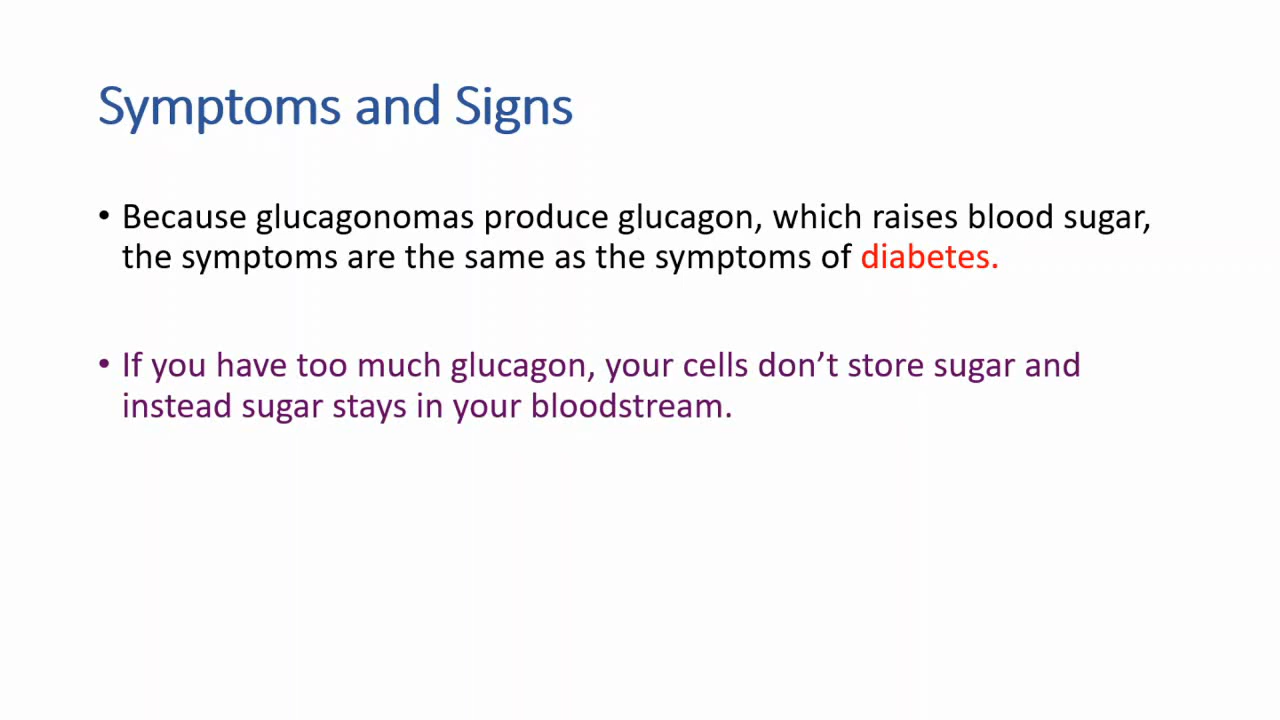 Symptoms and Signs
• Because glucagonomas produce glucagon, which raises blood sugar,
the symptoms are the same as the symptoms of diabetes.
• If you have too much glucagon, your cells don’t store sugar and
instead sugar stays in your bloodstream.